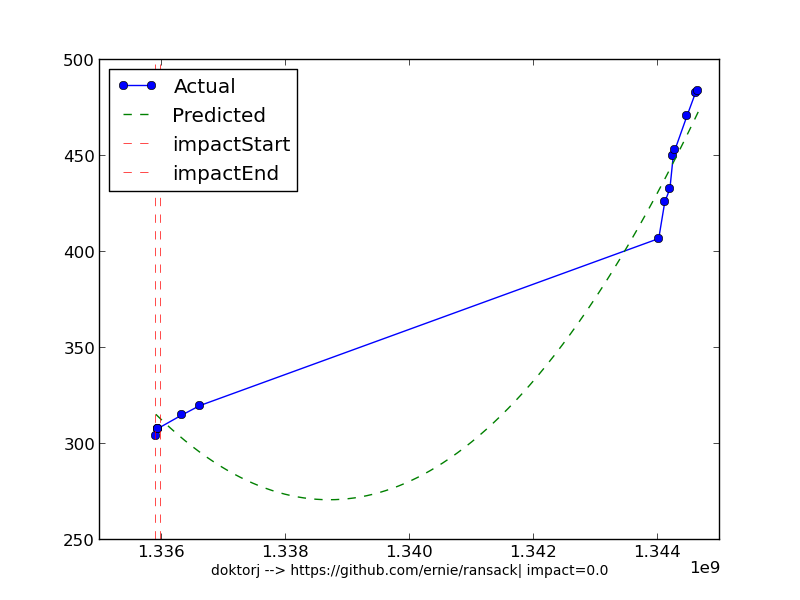 500
450
400
350
300
250
Actual
Predicted
impactStart
impactEnd
1.336 1.338 1.340 1.342 1.344
1e9
doktorj --> https://github.com/ernie/ransack| impact=0.0